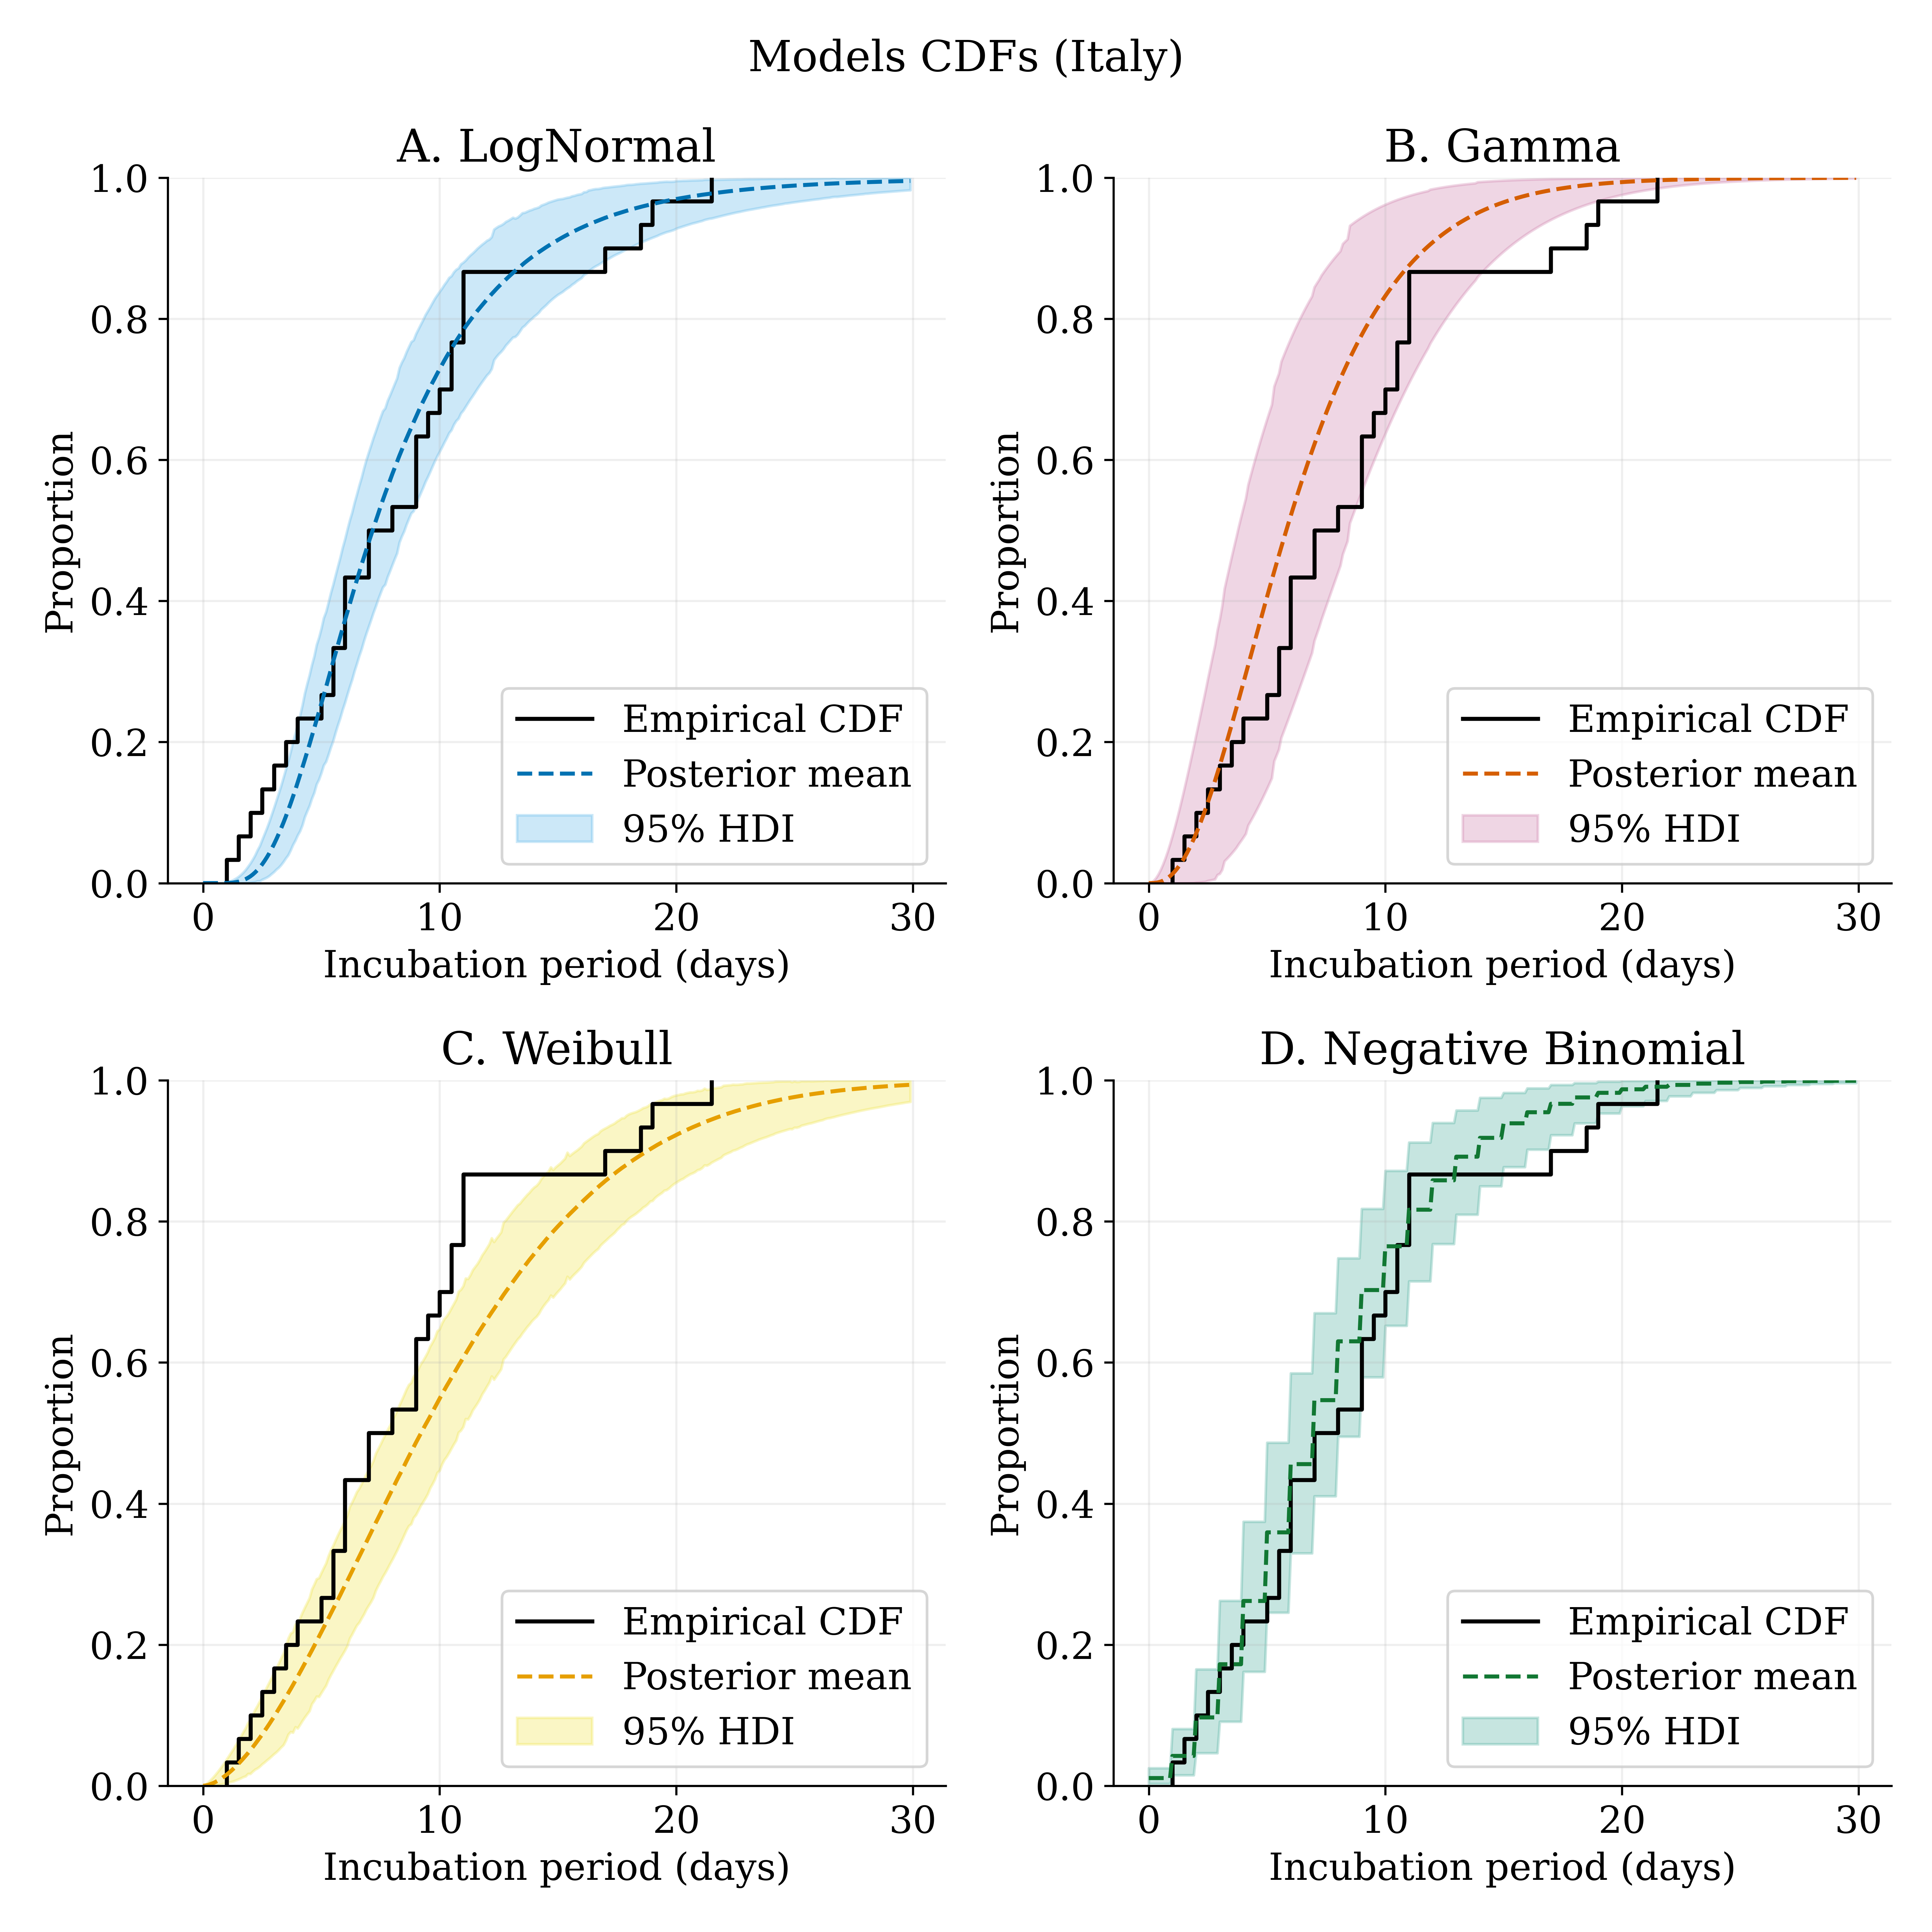 Models CDFs (Italy)
A. LogNormal
1.0
0.8
0.6
0.4
0.2
0.0
Proportion
Empirical CDF
Posterior mean
95% HDI
0 10 20 30
Incubation period (days)
B. Gamma
1.0
0.8
0.6
0.4
0.2
0.0
Proportion
Empirical CDF
Posterior mean
95% HDI
0 10 20 30
Incubation period (days)
C. Weibull
1.0
0.8
0.6
0.4
0.2
0.0
Proportion
Empirical CDF
Posterior mean
95% HDI
0 10 20 30
Incubation period (days)
D. Negative Binomial
1.0
0.8
0.6
0.4
0.2
0.0
Proportion
Empirical CDF
Posterior mean
95% HDI
0 10 20 30
Incubation period (days)